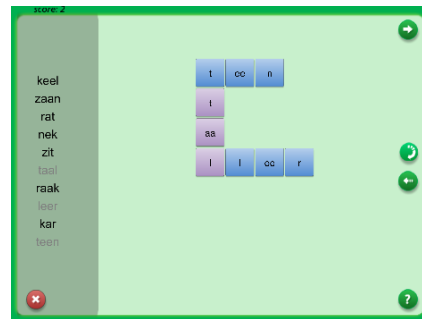 score: 2
keel
zaan
rat
nek
zit
taal
raak
leer
kar
teen
t ee n
t
aa
l l ee r
?